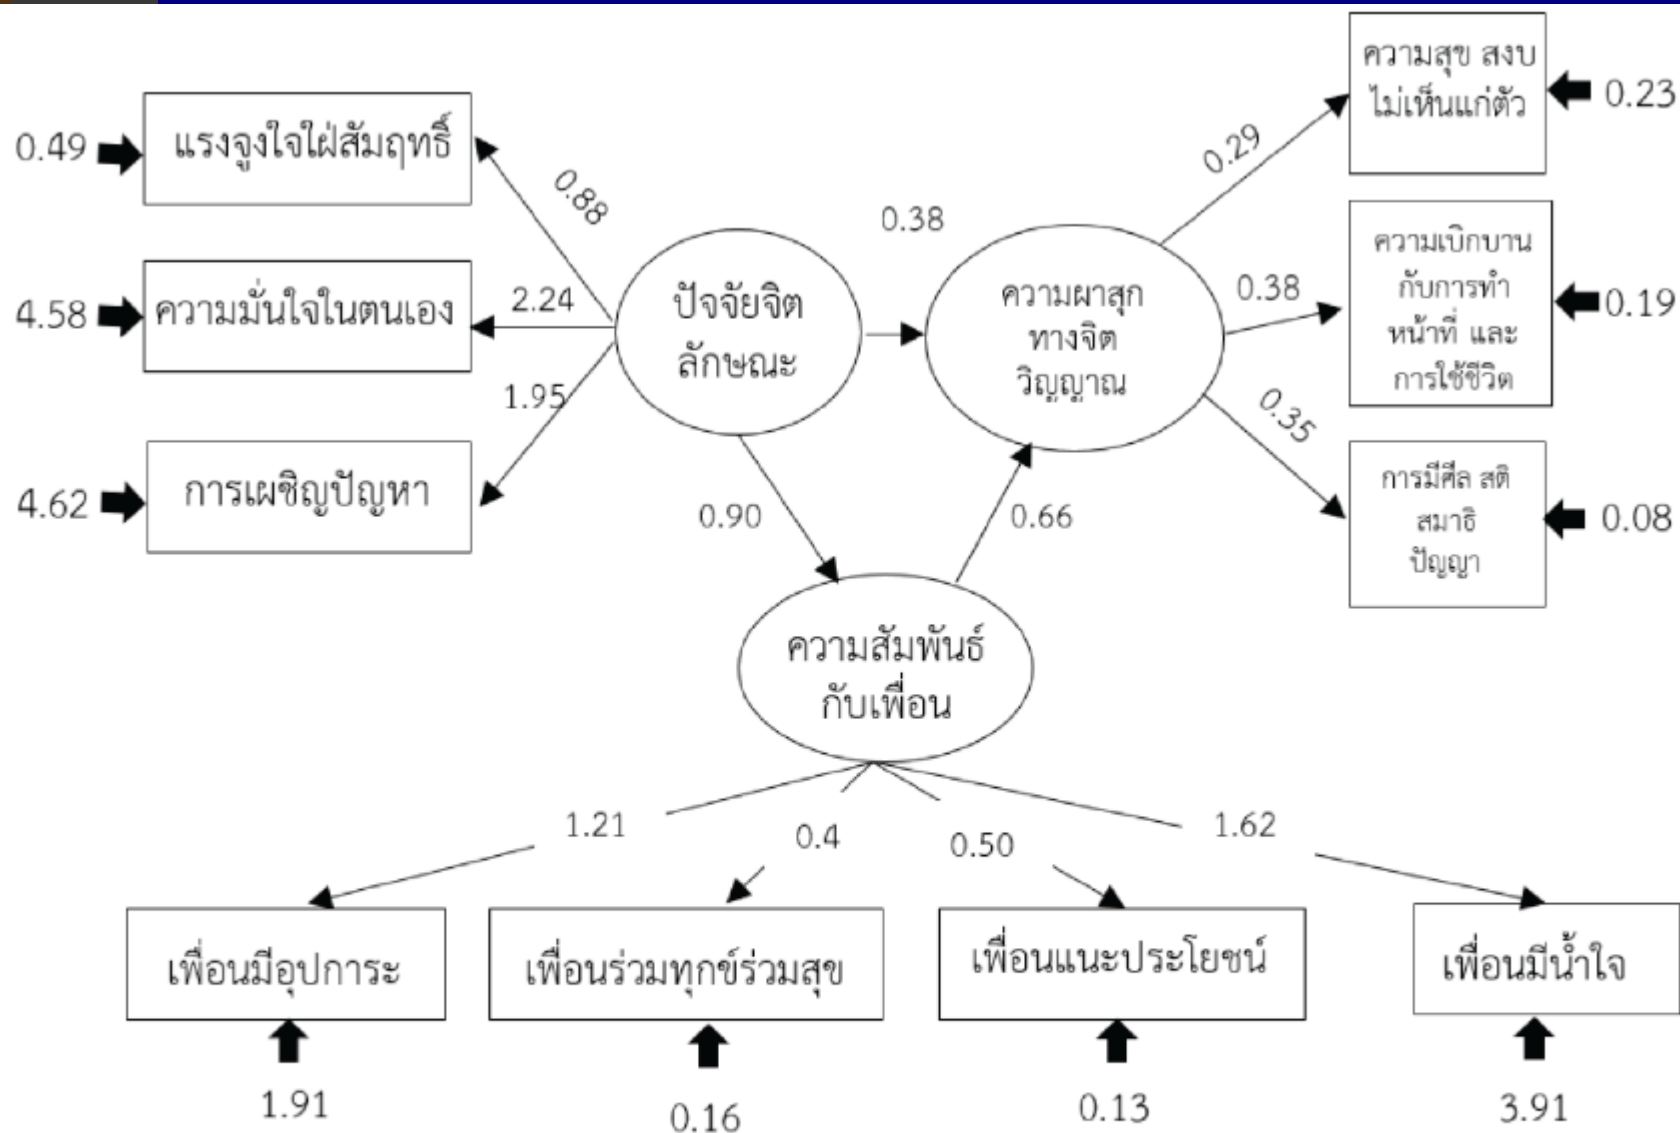 ความสุข สงบ
ไม่เห็นแก่ตัว
0.23
0.49
แรงจูงใจใฝ่สัมฤทธิ์
0.88
0.29
0.38
ความเบิกบาน
กับการทำ
หน้าที่ และ
การใช้ชีวิต
0.19
4.58
ความมั่นใจในตนเอง
2.24
ปัจจัยจิต
ลักษณะ
ความผาสุก
ทางจิต
วิญญาณ
0.38
1.95
0.35
4.62
การเผชิญปัญหา
0.90
0.66
การมีศีล สติ
สมาธิ
ปัญญา
0.08
ความสัมพันธ์
กับเพื่อน
1.21
0.4
0.50
1.62
เพื่อนมีอุปการะ
เพื่อนร่วมทุกข์ร่วมสุข
เพื่อนแนะประโยชน์
เพื่อนมีน้ำใจ
1.91
0.16
0.13
3.91